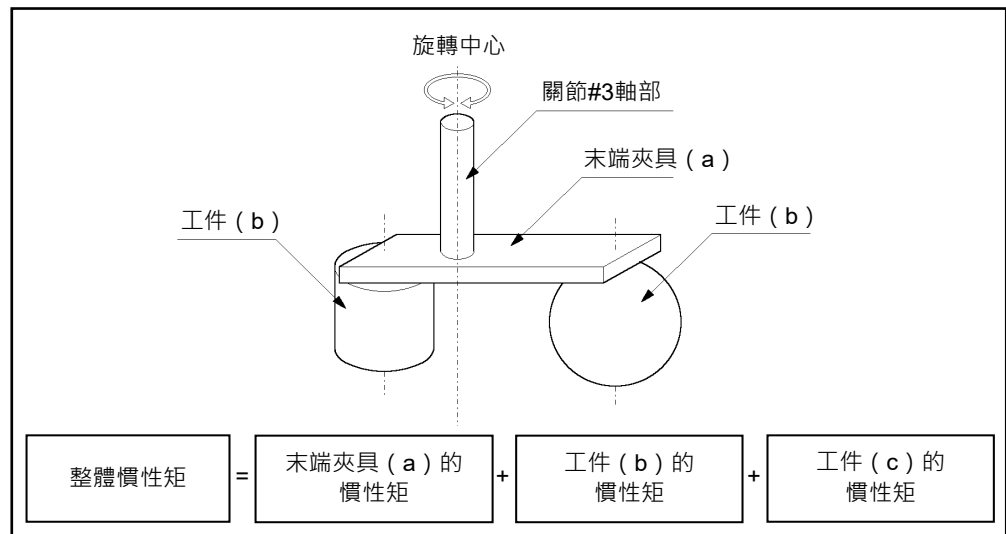 旋轉中心
關節#3軸部
末端夾具(a)
工件(b)
工件(b)
整體慣性矩
=
末端夾具(a)的
慣性矩
+
工件(b)的
慣性矩
+
工件(c)的
慣性矩